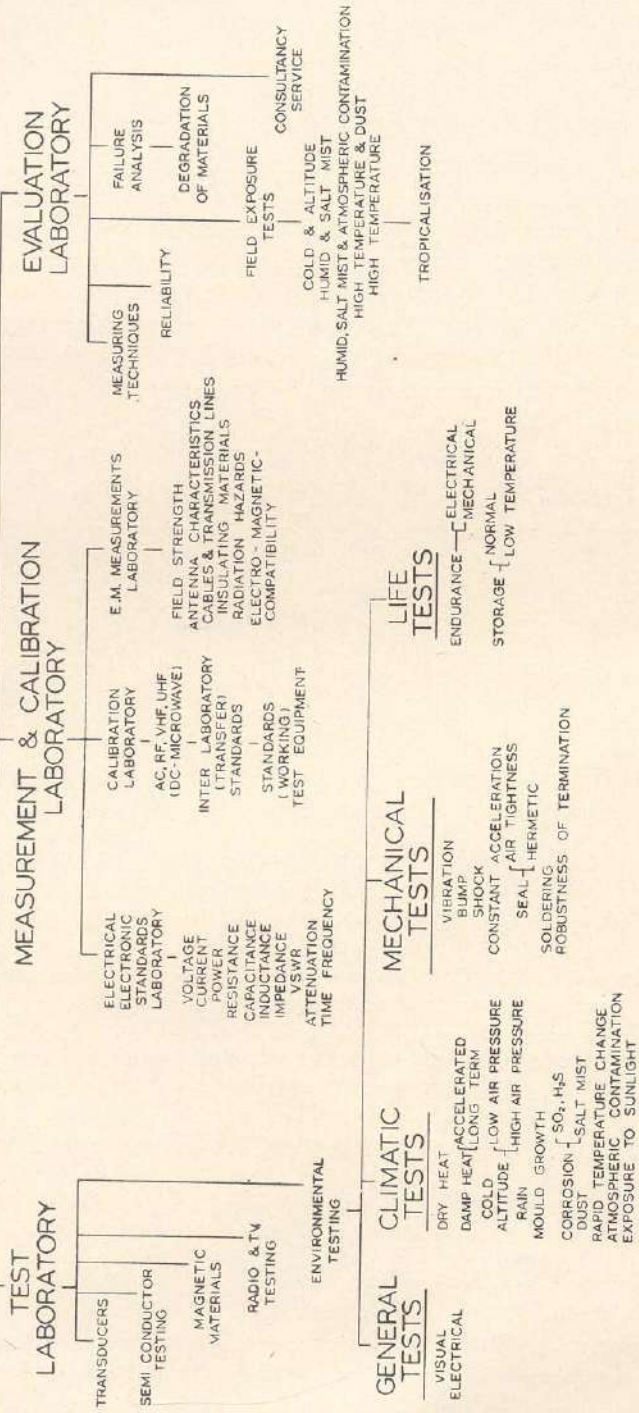 TEST
LABORATORY
TRANSDUCERS
SEMI CONDUCTOR
TESTING
MAGNETIC
MATERIALS
RADIO & TV
TESTING
ENVIRONMENTAL
TESTING
MEASUREMENT & CALIBRATION
LABORATORY
ELECTRICAL
ELECTRONIC
STANDARDS
LABORATORY
VOLTAGE
CURRENT
POWER
RESISTANCE
CAPACITANCE
INDUCTANCE
IMPEDANCE
VSWR
ATTENUATION
TIME FREQUENCY
CALIBRATION
LABORATORY
AC, RF, VHF, UHF
(DC-MICROWAVE)
INTER LABORATORY
(TRANSFER)
STANDARDS
STANDARDS
(WORKING)
TEST EQUIPMENT
E.M. MEASUREMENTS
LABORATORY
FIELD STRENGTH
ANTENNA CHARACTERISTICS
CABLES & TRANSMISSION LINES
INSULATING MATERIALS
RADIATION HAZARDS
ELECTRO-MAGNETIC-
COMPATIBILITY
EVALUATION
LABORATORY
MEASURING
TECHNIQUES
RELIABILITY
FAILURE
ANALYSIS
DEGRADATION
OF MATERIALS
FIELD EXPOSURE
TESTS
COLD & ALTITUDE
HUMID & SALT MIST
HUMID, SALT MIST & ATMOSPHERIC CONTAMINATION
HIGH TEMPERATURE & DUST
HIGH TEMPERATURE
TROPICALISATION
CONSULTANCY
SERVICE
GENERAL
TESTS
VISUAL
ELECTRICAL
CLIMATIC
TESTS
DRY HEAT
DAMP HEAT [ACCELERATED
LONG TERM
COLD
ALTITUDE { LOW AIR PRESSURE
HIGH AIR PRESSURE
RAIN
MOULD GROWTH
CORROSION { SO₂, H₂S
SALT MIST
DUST
RAPID TEMPERATURE CHANGE
ATMOSPHERIC CONTAMINATION
EXPOSURE TO SUNLIGHT
MECHANICAL
TESTS
VIBRATION
BUMP
SHOCK
CONSTANT ACCELERATION
SEAL { AIR TIGHTNESS
HERMETIC
SOLDERING
ROBUSTNESS OF TERMINATION
LIFE
TESTS
ENDURANCE [ELECTRICAL
MECHANICAL
STORAGE { NORMAL
LOW TEMPERATURE